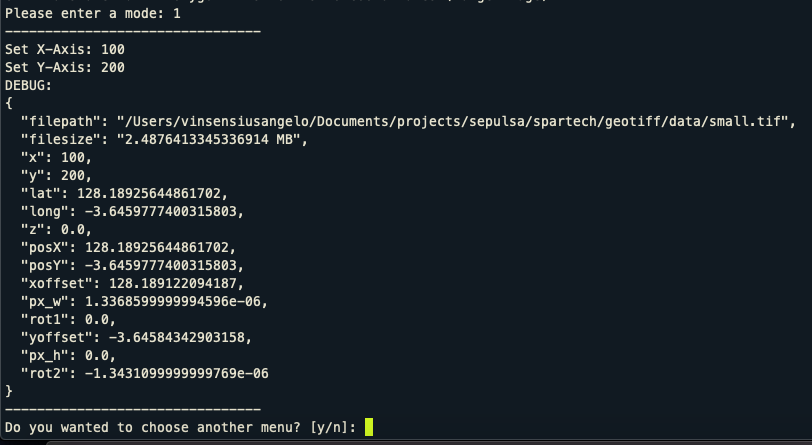 Please enter a mode: 1
--------------------------------
Set X-Axis: 100
Set Y-Axis: 200
DEBUG:
{
  "filepath": "/Users/vinsensiusangelo/Documents/projects/sepulsa/spartech/geotiff/data/small.tif",
  "filesize": "2.4876413345336914 MB",
  "x": 100,
  "y": 200,
  "lat": 128.18925644861702,
  "long": -3.6459777400315803,
  "z": 0.0,
  "posX": 128.18925644861702,
  "posY": -3.6459777400315803,
  "xoffset": 128.189122094187,
  "px_w": 1.3368599999994596e-06,
  "rot1": 0.0,
  "yoffset": -3.64584342903158,
  "px_h": 0.0,
  "rot2": -1.3431099999999769e-06
}
--------------------------------
Do you wanted to choose another menu? [y/n]: